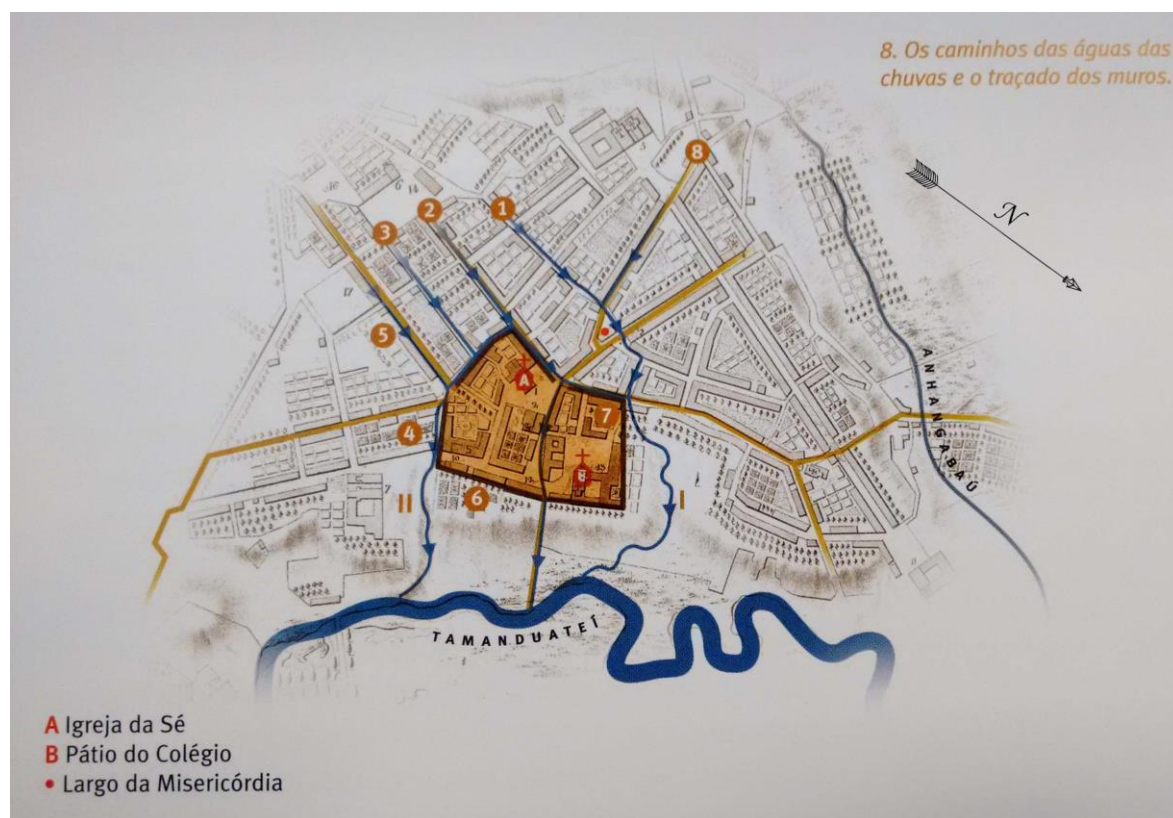 8. Os caminhos das águas das
chuvas e o traçado dos muros.
N
8
1
2
3
5
A
7
4
B
II
6
I
ANHANGABAÚ
TAMANDUATEÍ
A Igreja da Sé
B Pátio do Colégio
• Largo da Misericórdia